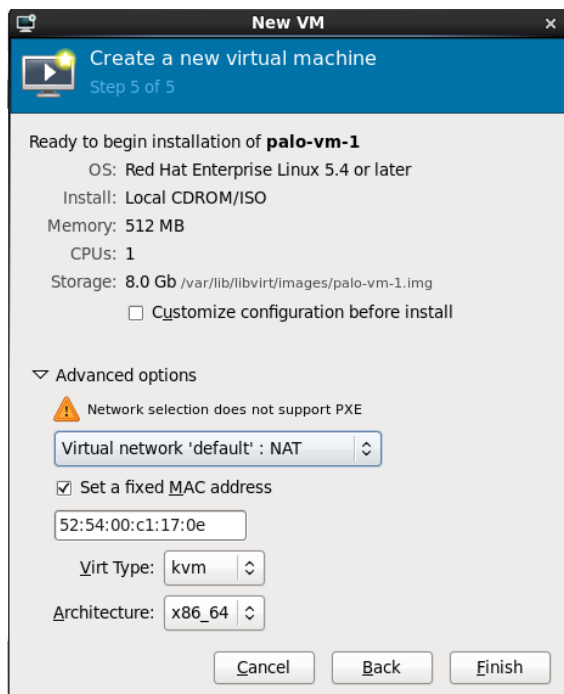 New VM
Create a new virtual machine
Step 5 of 5
Ready to begin installation of palo-vm-1
OS: Red Hat Enterprise Linux 5.4 or later
Install: Local CDROM/ISO
Memory: 512 MB
CPUs: 1
Storage: 8.0 Gb /var/lib/libvirt/images/palo-vm-1.img
Customize configuration before install
Advanced options
Network selection does not support PXE
Virtual network 'default' : NAT
Set a fixed MAC address
52:54:00:c1:17:0e
Virt Type: kvm
Architecture: x86_64
Cancel Back Finish